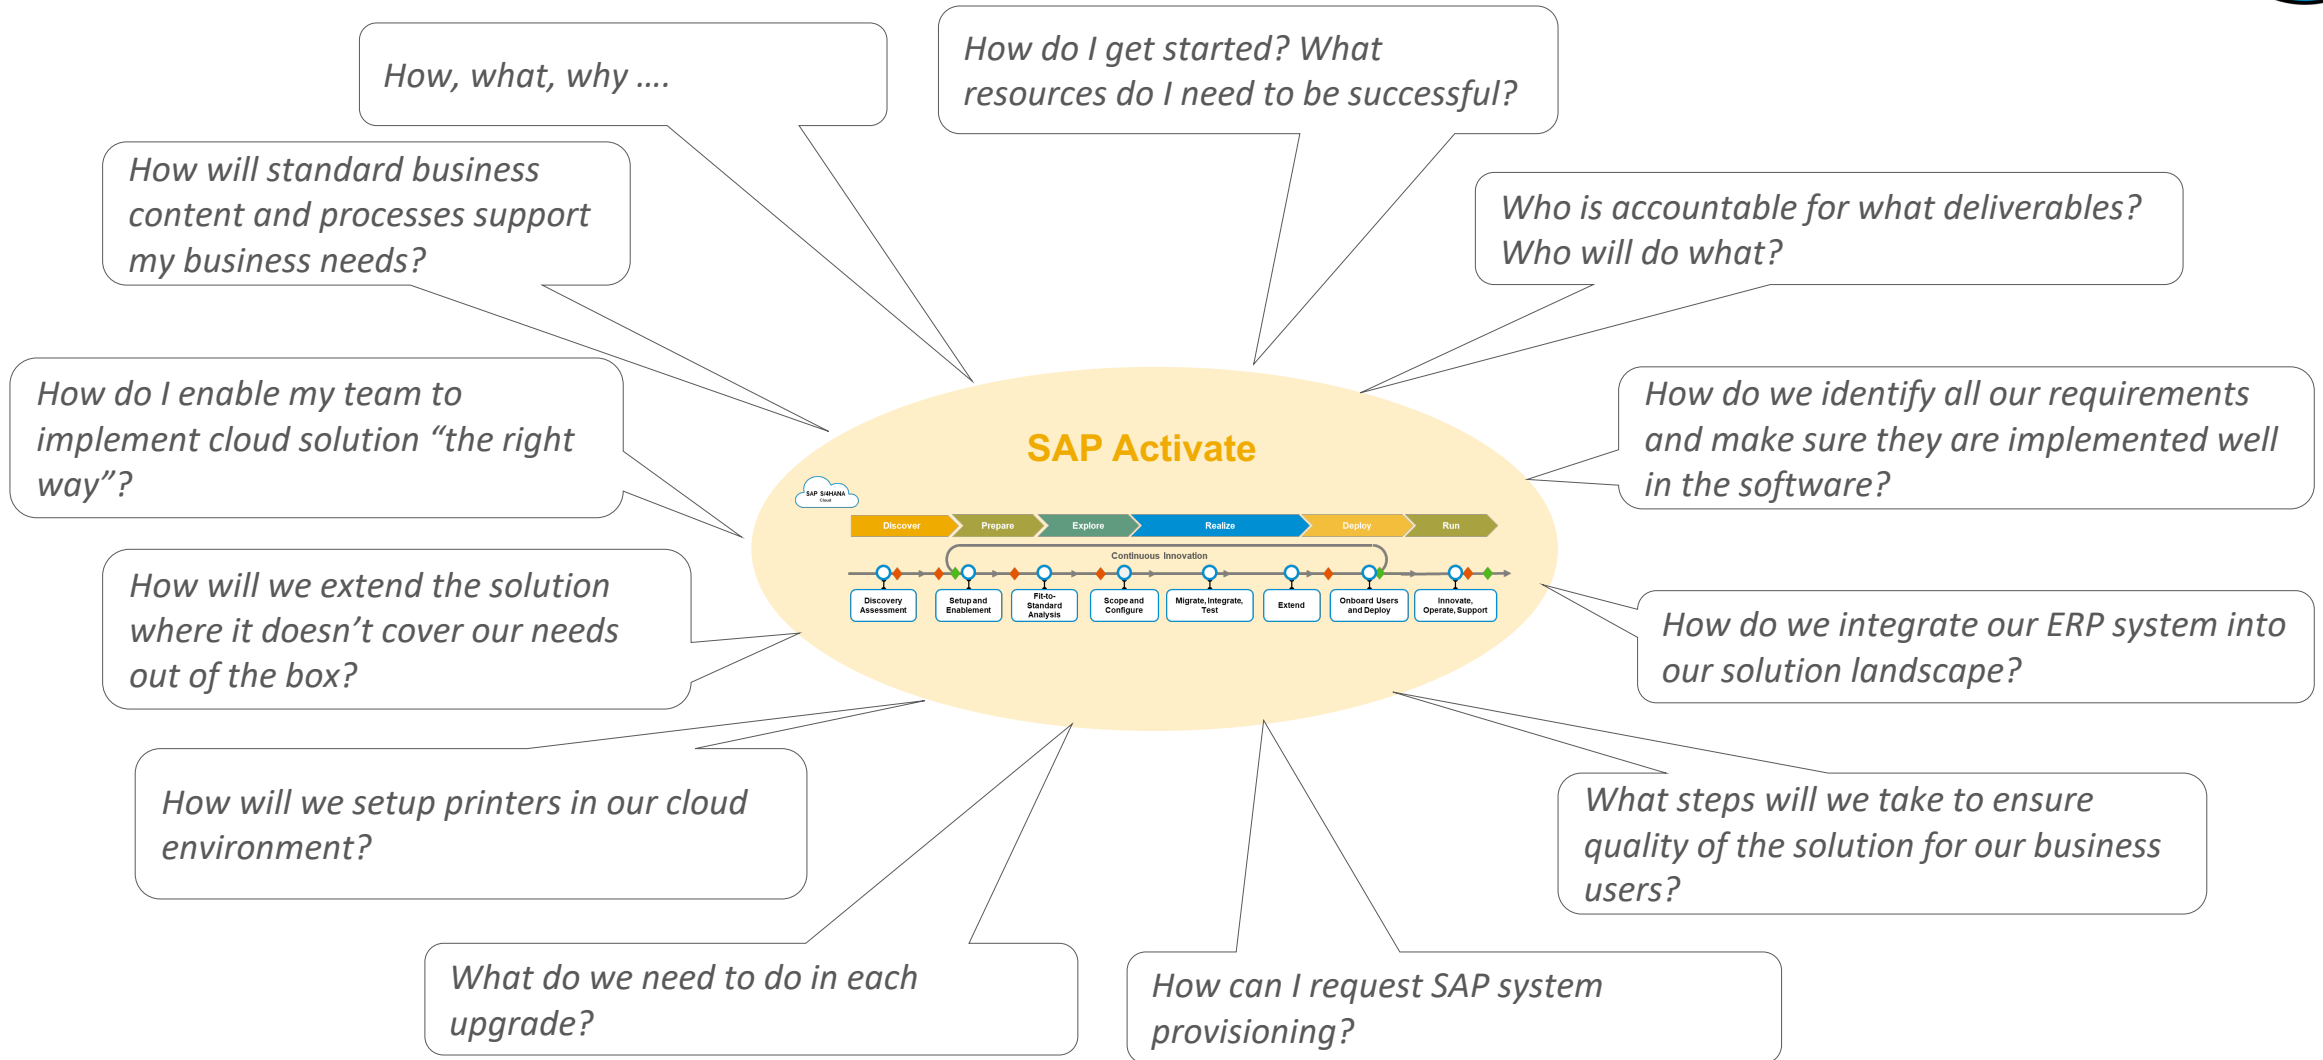 How, what, why ....
How do I get started? What
resources do I need to be successful?
How will standard business
content and processes support
my business needs?
Who is accountable for what deliverables?
Who will do what?
How do I enable my team to
implement cloud solution “the right
way”?
How do we identify all our requirements
and make sure they are implemented well
in the software?
SAP Activate
SAP S/4HANA
Cloud
Discover
Prepare
Explore
Realize
Deploy
Run
Continuous Innovation
Discovery
Assessment
Setup and
Enablement
Fit-to-
Standard
Analysis
Scope and
Configure
Migrate, Integrate,
Test
Extend
Onboard Users
and Deploy
Innovate,
Operate, Support
How will we extend the solution
where it doesn’t cover our needs
out of the box?
How do we integrate our ERP system into
our solution landscape?
How will we setup printers in our cloud
environment?
What steps will we take to ensure
quality of the solution for our business
users?
What do we need to do in each
upgrade?
How can I request SAP system
provisioning?